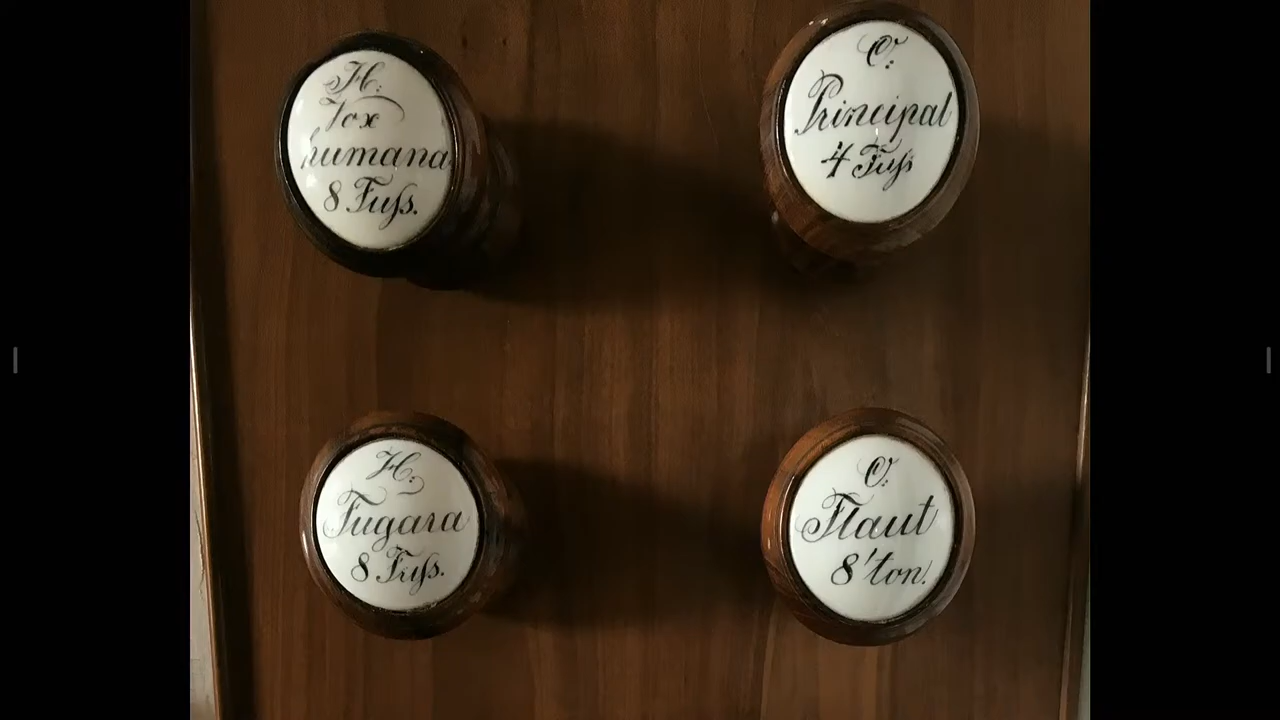 H:
Vox
humana.
8 Fuſs.
O:
Principal
4 Fuſs
H:
Fugara
8 Fuſs.
O:
Flaut
8'ton.